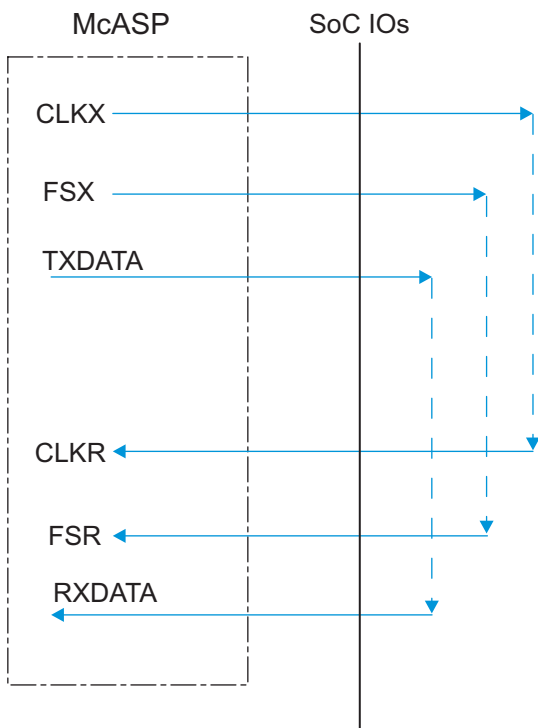 McASP
SoC IOs
CLKX
FSX
TXDATA
CLKR
FSR
RXDATA